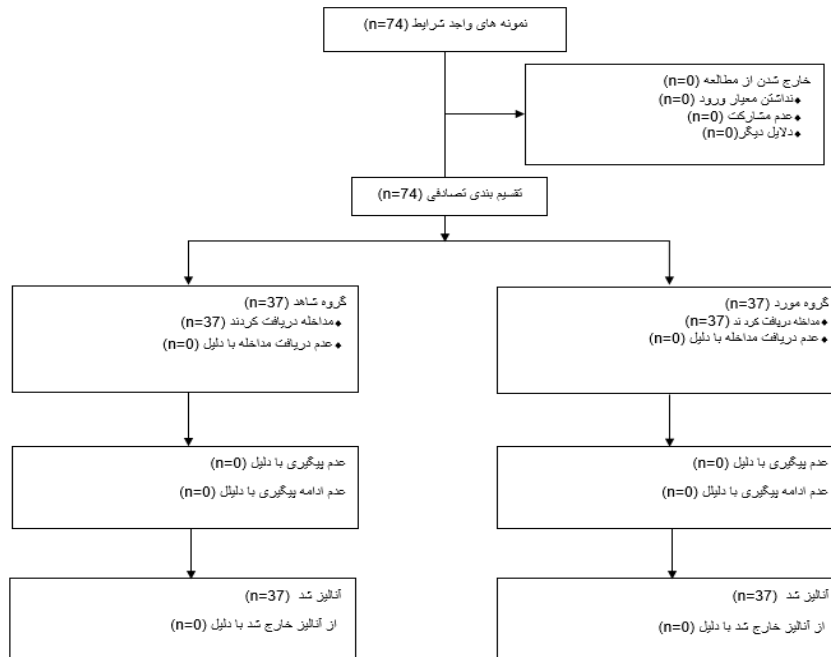 نمونه های واجد شرایط (n=74)
خارج شدن از مطالعه (n=0)
♦نداشتن معیار ورود (n=0)
♦عدم مشارکت (n=0)
♦دلایل دیگر(n=0)
تقسیم بندی تصادفی (n=74)
گروه مورد (n=37)
♦مداخله دریافت کرد ند (n=37)
♦عدم دریافت مداخله با دلیل (n=0)
گروه شاهد (n=37)
♦مداخله دریافت کردند (n=37)
♦عدم دریافت مداخله با دلیل (n=0)
عدم پیگیری با دلیل (n=0)
عدم ادامه پیگیری با دلیلل (n=0)
عدم پیگیری با دلیل (n=0)
عدم ادامه پیگیری با دلیلل (n=0)
آنالیز شد (n=37)
از آنالیز خارج شد با دلیل (n=0)
آنالیز شد (n=37)
از آنالیز خارج شد با دلیل (n=0)